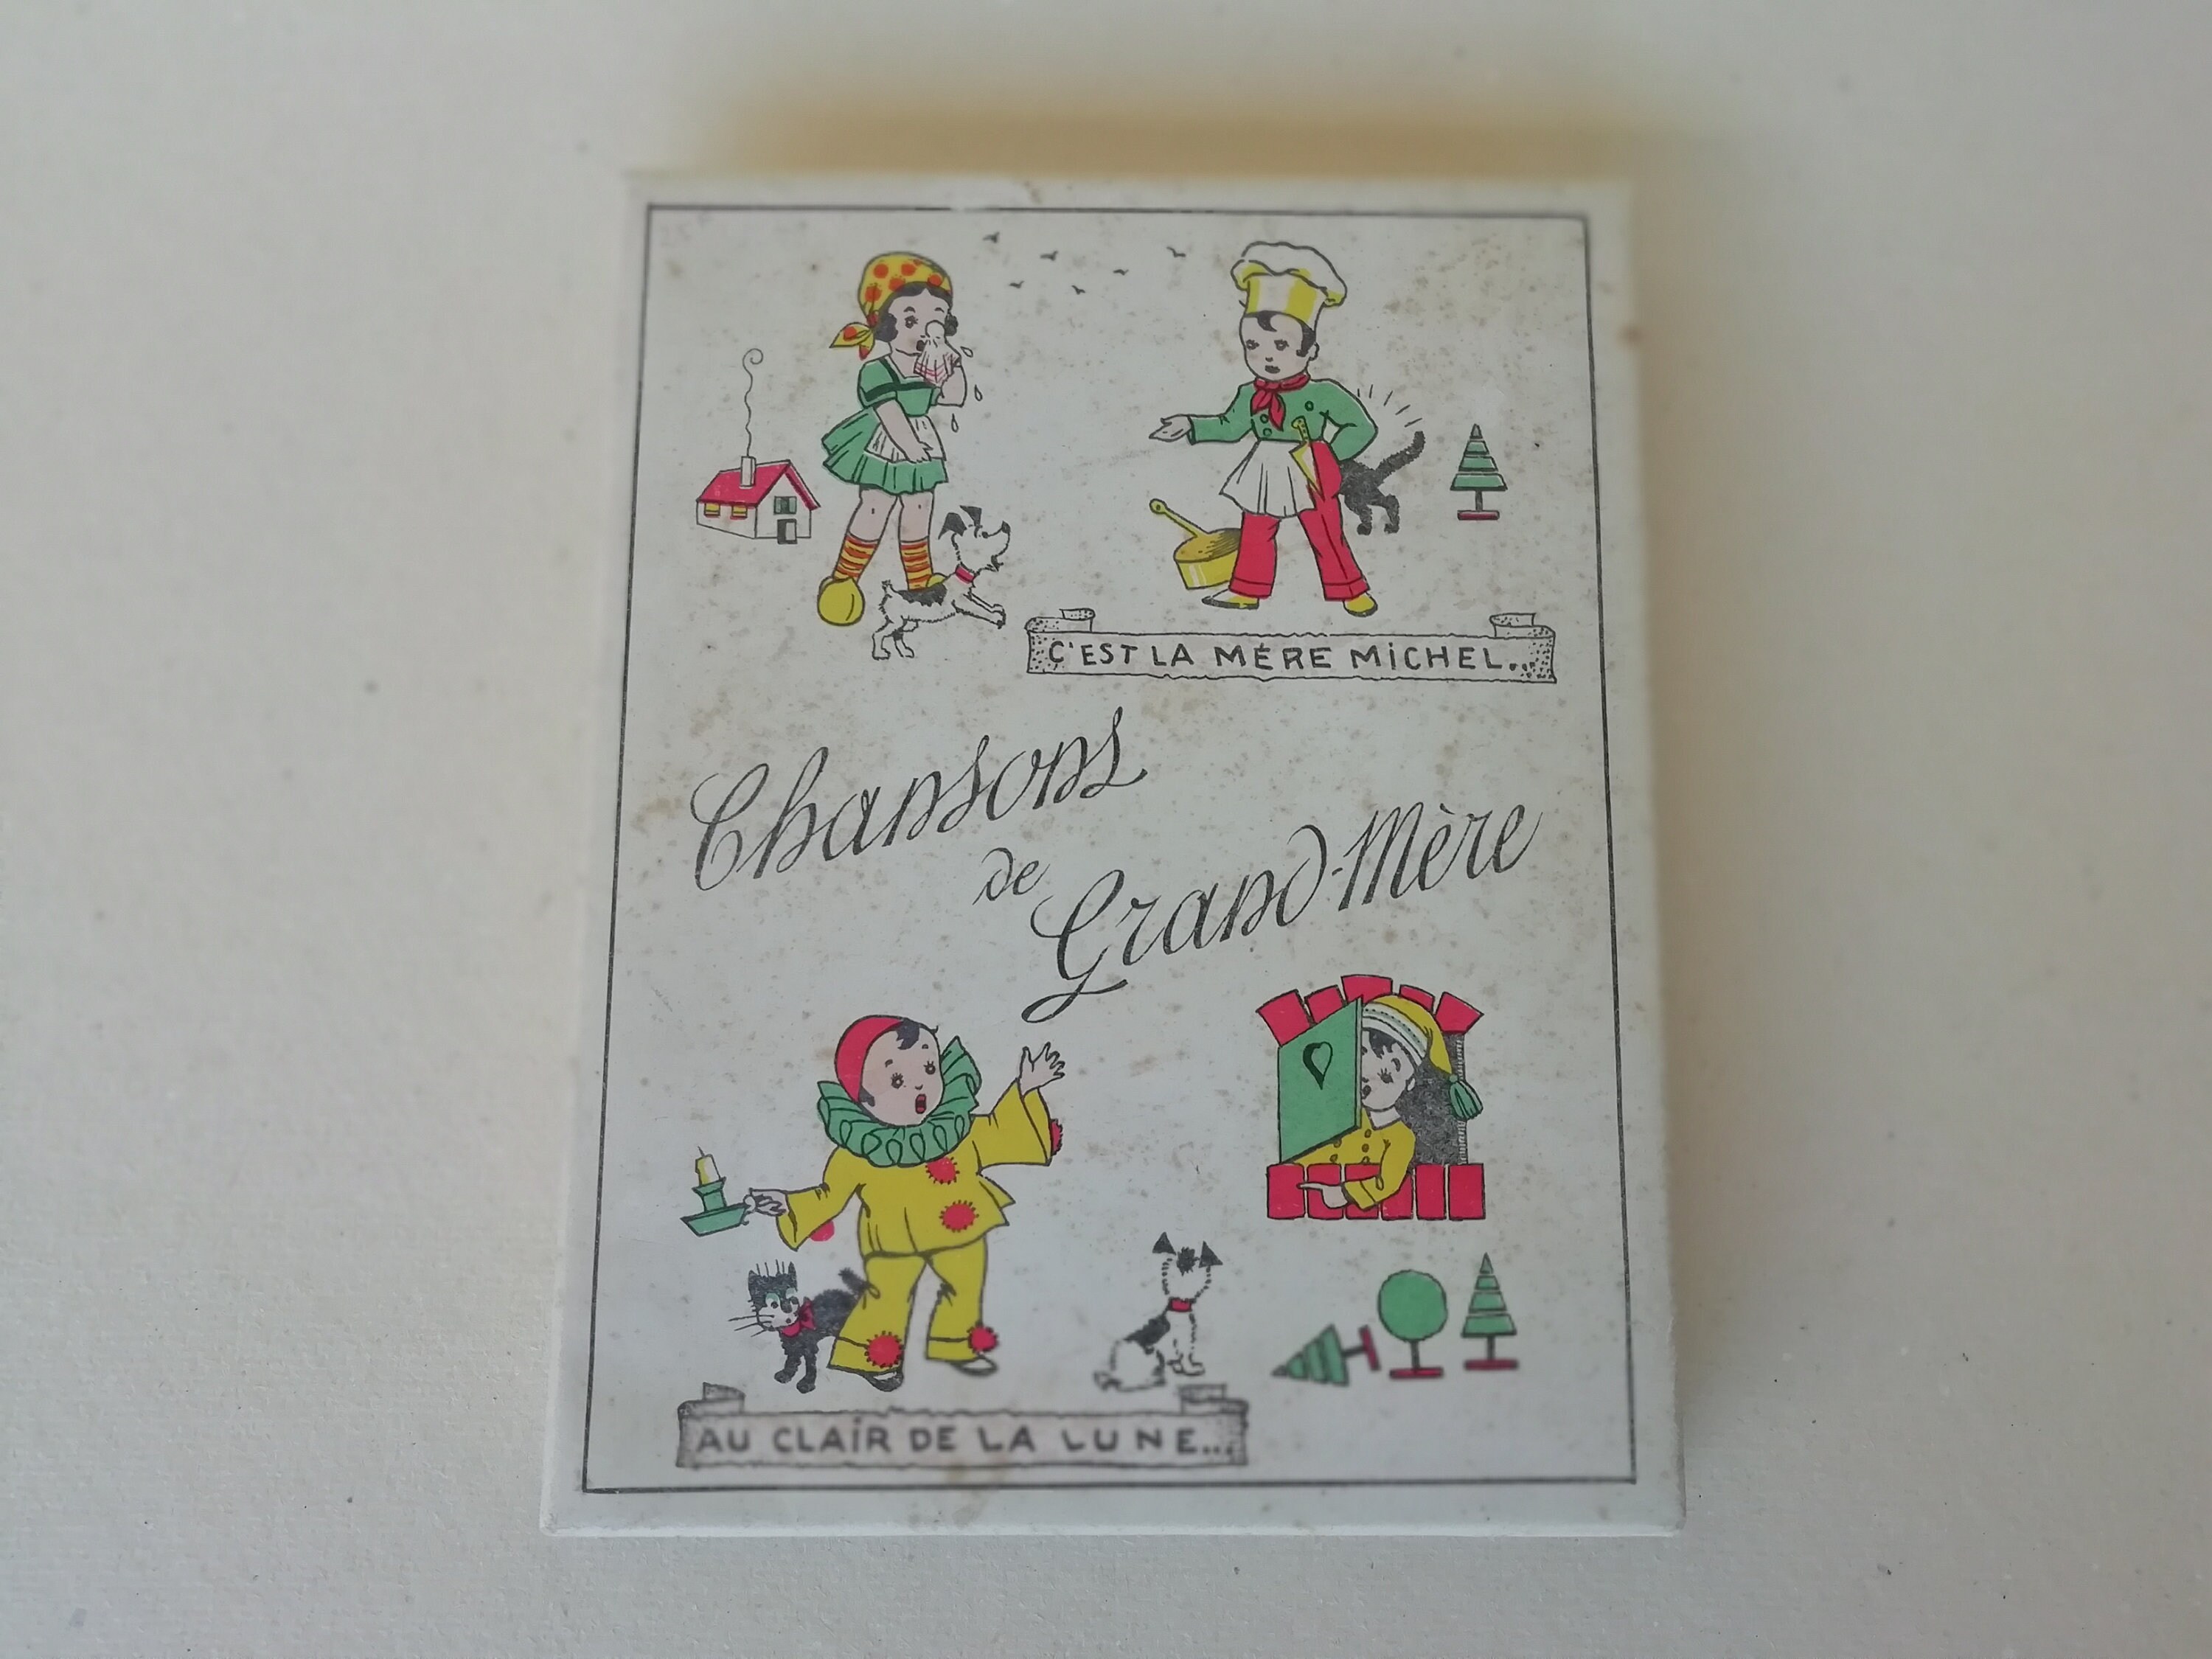 C'EST LA MÈRE MICHEL...
Chansons
de
Grand-Mère
AU CLAIR DE LA LUNE...